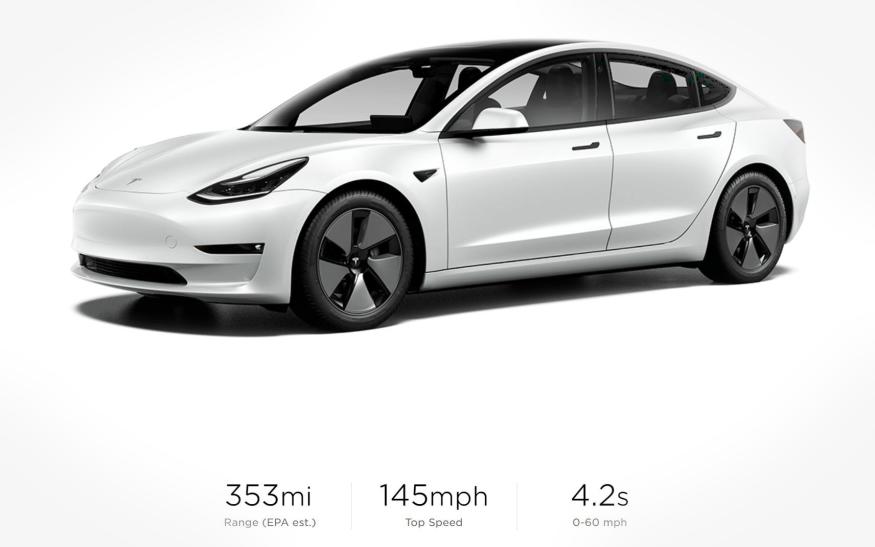 353mi
Range (EPA est.)
145mph
Top Speed
4.2s
0-60 mph